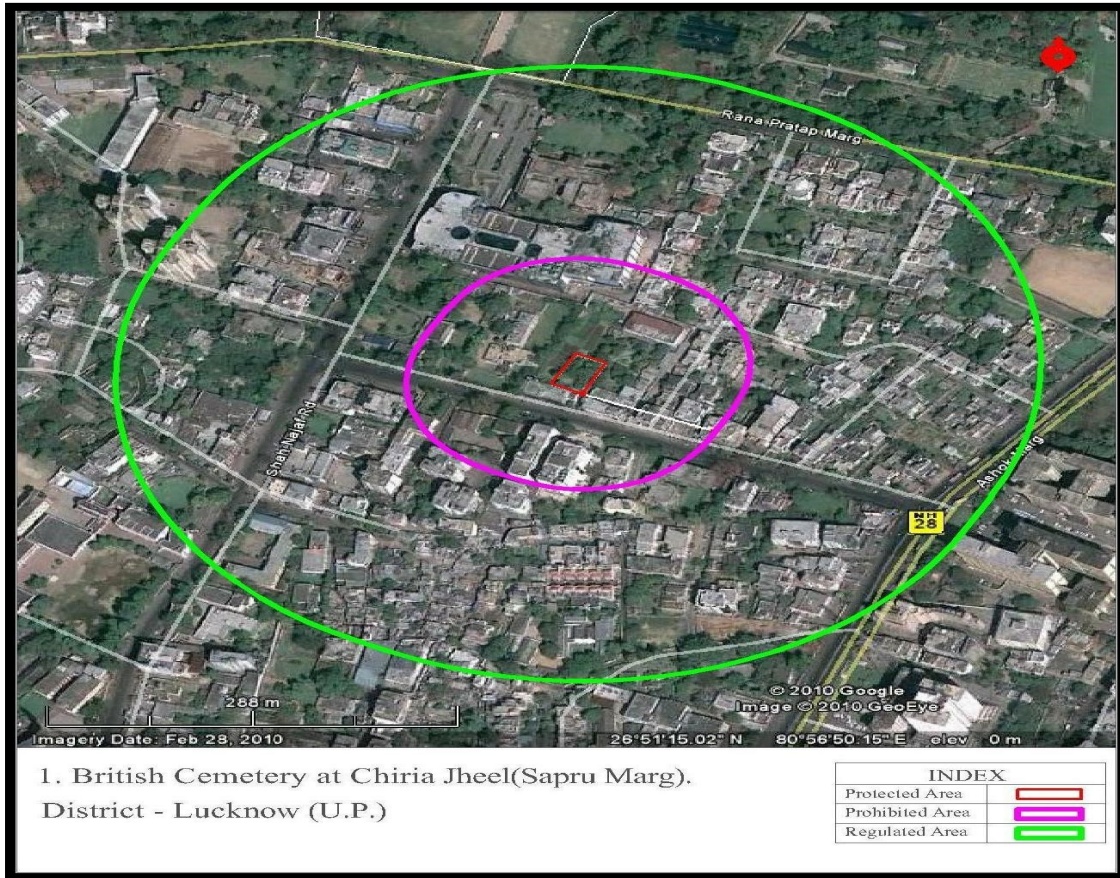 Rana Pratap Marg
Shah Najaf Rd
Ashok Marg
NH
28
288 m
© 2010 Google
Image © 2010 GeoEye
Imagery Date: Feb 28, 2010
26°51'15.02" N 80°56'50.15" E elev 0 m
1. British Cemetery at Chiria Jheel(Sapru Marg).
District - Lucknow (U.P.)
INDEX
Protected Area
Prohibited Area
Regulated Area